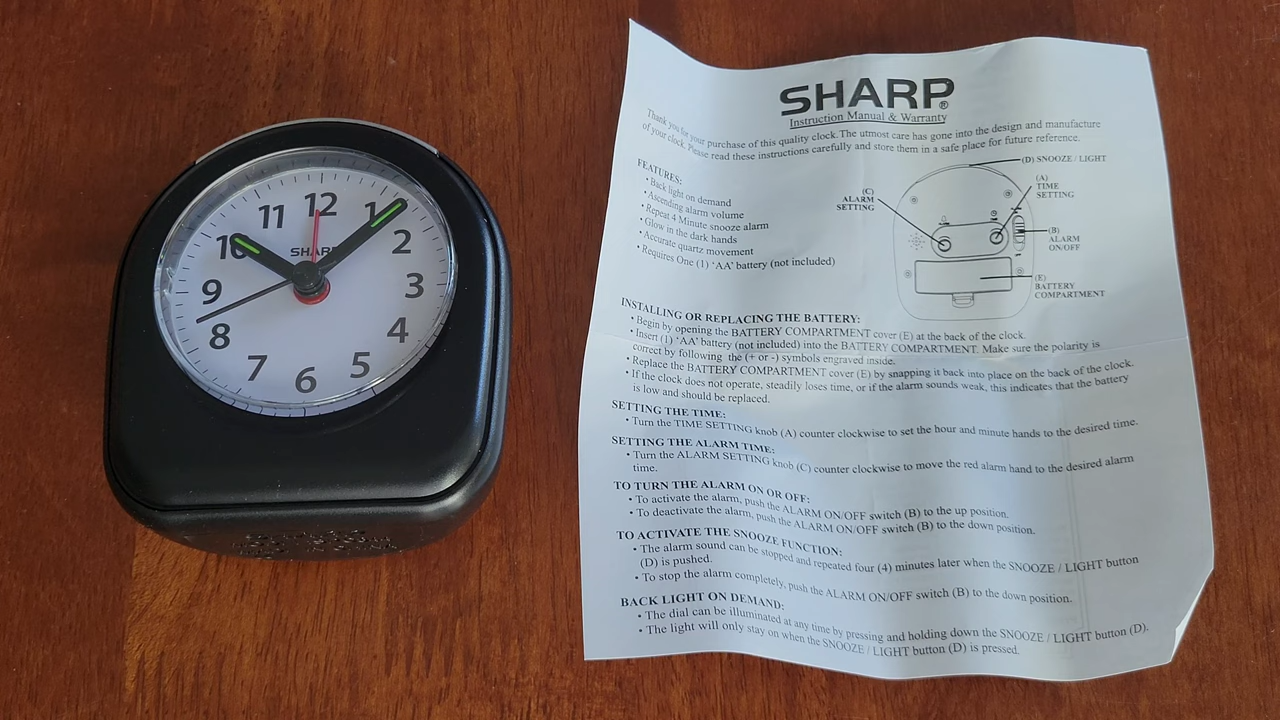 12
11
1
10
2
SHARP
9
3
8
4
7
5
6
SHARP®
Instruction Manual & Warranty
Thank you for your purchase of this quality clock. The utmost care has gone into the design and manufacture
of your clock. Please read these instructions carefully and store them in a safe place for future reference.
FEATURES:
• Back light on demand
• Ascending alarm volume
• Repeat 4 Minute snooze alarm
• Glow in the dark hands
• Accurate quartz movement
• Requires One (1) ‘AA’ battery (not included)
(D) SNOOZE / LIGHT
(A)
TIME
SETTING
(C)
ALARM
SETTING
(B)
ALARM
ON/OFF
(E)
BATTERY
COMPARTMENT
INSTALLING OR REPLACING THE BATTERY:
• Begin by opening the BATTERY COMPARTMENT cover (E) at the back of the clock.
• Insert (1) ‘AA’ battery (not included) into the BATTERY COMPARTMENT. Make sure the polarity is
correct by following the (+ or -) symbols engraved inside.
• Replace the BATTERY COMPARTMENT cover (E) by snapping it back into place on the back of the clock.
• If the clock does not operate, steadily loses time, or if the alarm sounds weak, this indicates that the battery
is low and should be replaced.
SETTING THE TIME:
• Turn the TIME SETTING knob (A) counter clockwise to set the hour and minute hands to the desired time.
SETTING THE ALARM TIME:
• Turn the ALARM SETTING knob (C) counter clockwise to move the red alarm hand to the desired alarm
time.
TO TURN THE ALARM ON OR OFF:
• To activate the alarm, push the ALARM ON/OFF switch (B) to the up position.
• To deactivate the alarm, push the ALARM ON/OFF switch (B) to the down position.
TO ACTIVATE THE SNOOZE FUNCTION:
• The alarm sound can be stopped and repeated four (4) minutes later when the SNOOZE / LIGHT button
(D) is pushed.
• To stop the alarm completely, push the ALARM ON/OFF switch (B) to the down position.
BACK LIGHT ON DEMAND:
• The dial can be illuminated at any time by pressing and holding down the SNOOZE / LIGHT button (D).
• The light will only stay on when the SNOOZE / LIGHT button (D) is pressed.